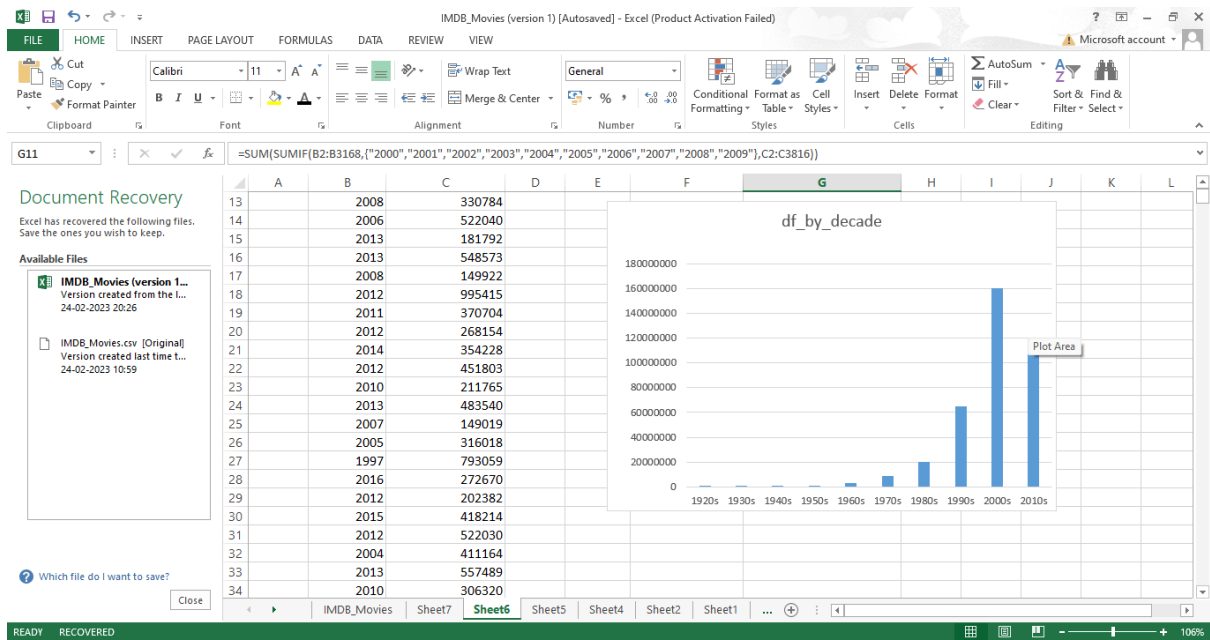 IMDB_Movies (version 1) [Autosaved] - Excel (Product Activation Failed)
FILE HOME INSERT PAGE LAYOUT FORMULAS DATA REVIEW VIEW Microsoft account
Paste
Cut
Copy
Format Painter
Clipboard
Calibri 11
B I U
Font
Wrap Text
Merge & Center
Alignment
General
% ,
Number
Conditional Formatting
Format as Table
Cell Styles
Styles
Insert Delete Format
Cells
AutoSum
Fill
Clear
Sort & Filter
Find & Select
Editing
G11 fx =SUM(SUMIF(B2:B3168,{"2000","2001","2002","2003","2004","2005","2006","2007","2008","2009"},C2:C3816))
Document Recovery
Excel has recovered the following files.
Save the ones you wish to keep.
Available Files
IMDB_Movies (version 1...
Version created from the l...
24-02-2023 20:26
IMDB_Movies.csv [Original]
Version created last time t...
24-02-2023 10:59
Which file do I want to save?
Close
A B C D E F G H I J K L
13 2008 330784
14 2006 522040
15 2013 181792
16 2013 548573
17 2008 149922
18 2012 995415
19 2011 370704
20 2012 268154
21 2014 354228
22 2012 451803
23 2010 211765
24 2013 483540
25 2007 149019
26 2005 316018
27 1997 793059
28 2016 272670
29 2012 202382
30 2015 418214
31 2012 522030
32 2004 411164
33 2013 557489
34 2010 306320
df_by_decade
180000000
160000000
140000000
120000000
100000000
80000000
60000000
40000000
20000000
0
1920s 1930s 1940s 1950s 1960s 1970s 1980s 1990s 2000s 2010s
Plot Area
IMDB_Movies Sheet7 Sheet6 Sheet5 Sheet4 Sheet2 Sheet1 ...
READY RECOVERED 106%